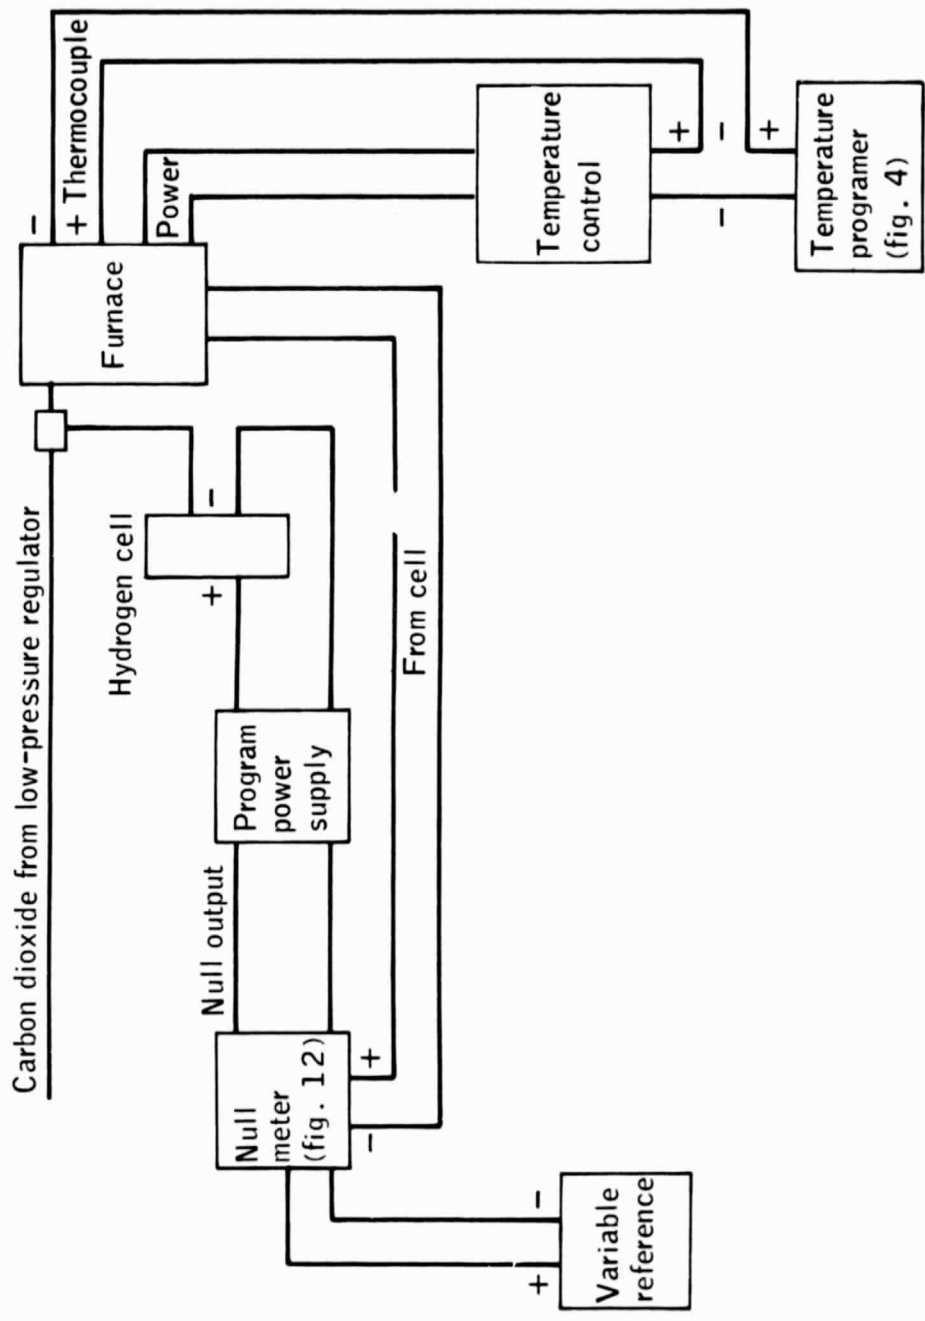 Carbon dioxide from low-pressure regulator
Furnace
-
+ Thermocouple
Power
Hydrogen cell
+
-
Null output
Program
power
supply
Null
meter
(fig. 12)
-
+
From cell
Temperature
control
+
-
-
+
Variable
reference
+
-
Temperature
programer
(fig. 4)